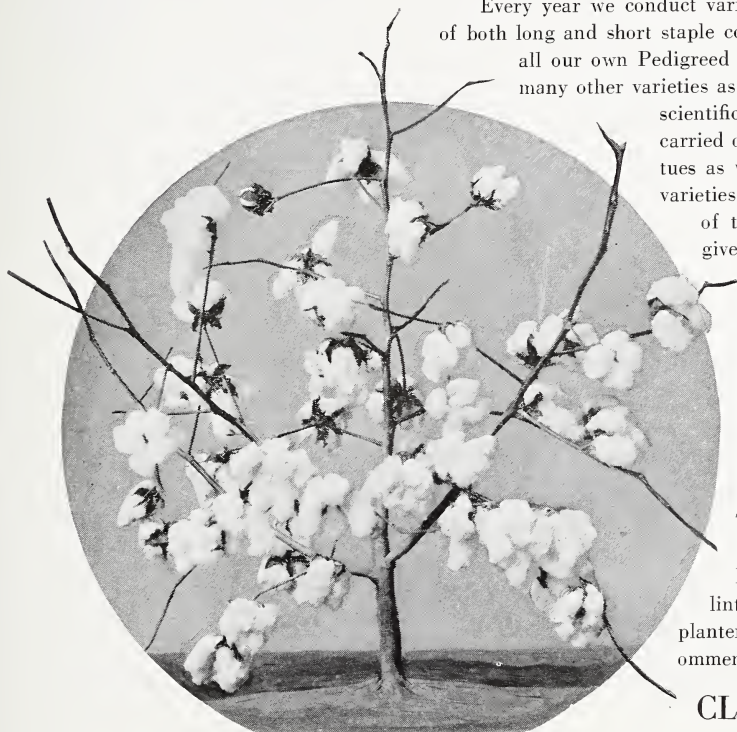 Every year we conduct vari
of both long and short staple co
all our own Pedigreed
many other varieties as
scientific
carried o
tues as
varieties
of t
give
lint
planter
ommen
CL